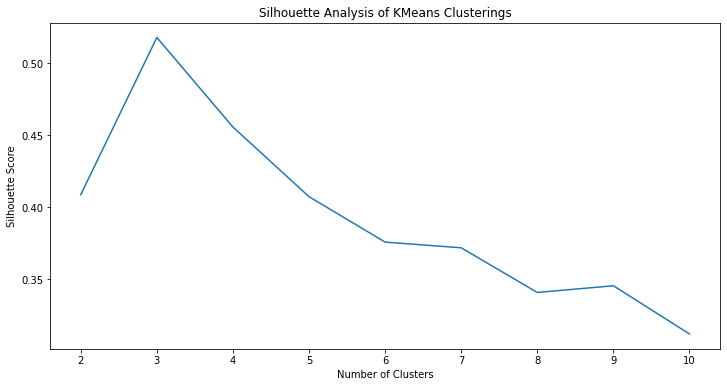 Silhouette Analysis of KMeans Clusterings
Silhouette Score
0.50
0.45
0.40
0.35
2 3 4 5 6 7 8 9 10
Number of Clusters